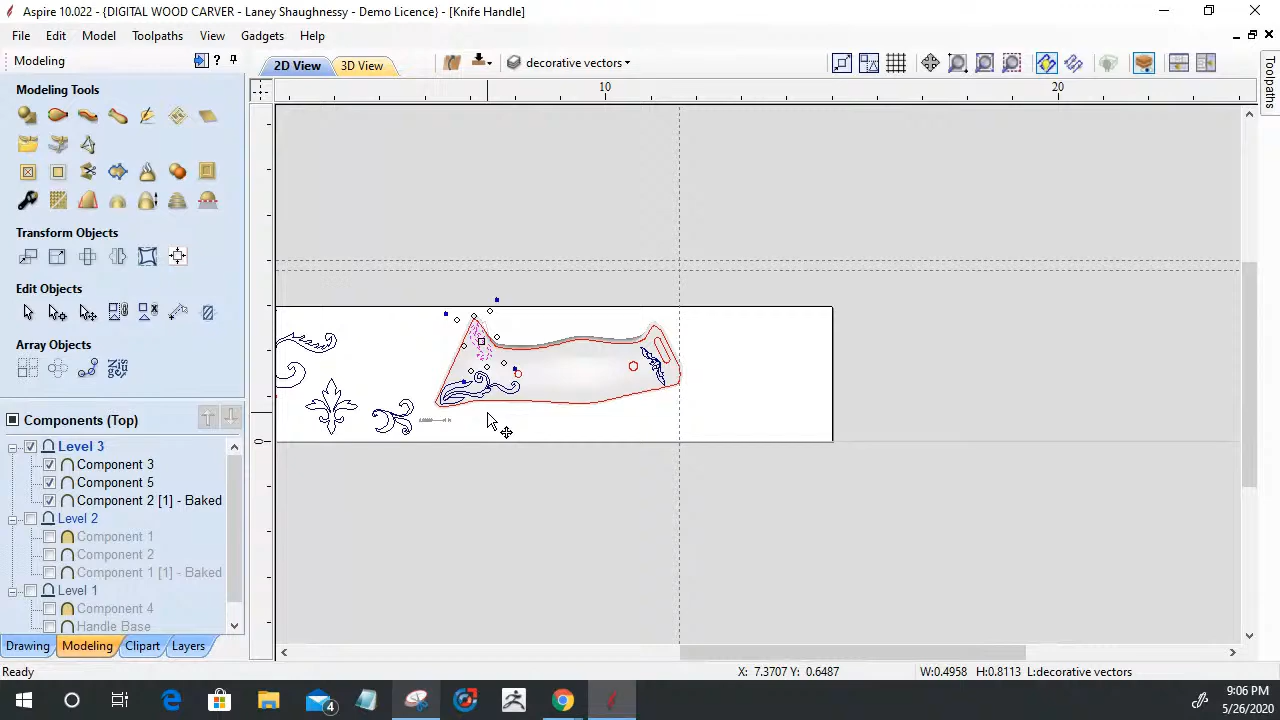 Aspire 10.022 - {DIGITAL WOOD CARVER - Laney Shaughnessy - Demo Licence} - [Knife Handle]
File Edit Model Toolpaths View Gadgets Help
Modeling ? 2D View 3D View decorative vectors
Toolpaths
10 20
Modeling Tools
Transform Objects
Edit Objects
Array Objects
0
Components (Top)
Level 3
Component 3
Component 5
Component 2 [1] - Baked
Level 2
Component 1
Component 2
Component 1 [1] - Baked
Level 1
Component 4
Handle Base
Drawing Modeling Clipart Layers
Ready X: 7.3707 Y: 0.6487 W:0.4958 H:0.8113 L:decorative vectors
4
9:06 PM
5/26/2020